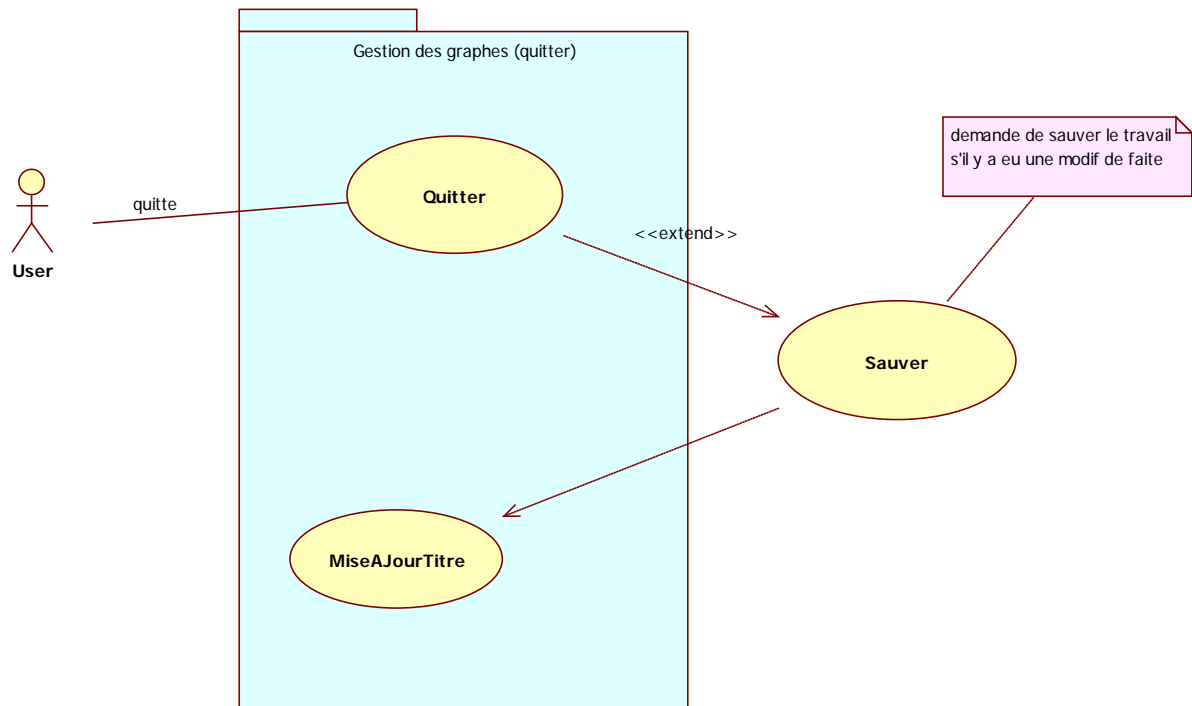 Gestion des graphes (quitter)
demande de sauver le travail
s'il y a eu une modif de faite
Quitter
quitte
<<extend>>
User
Sauver
MiseAJourTitre